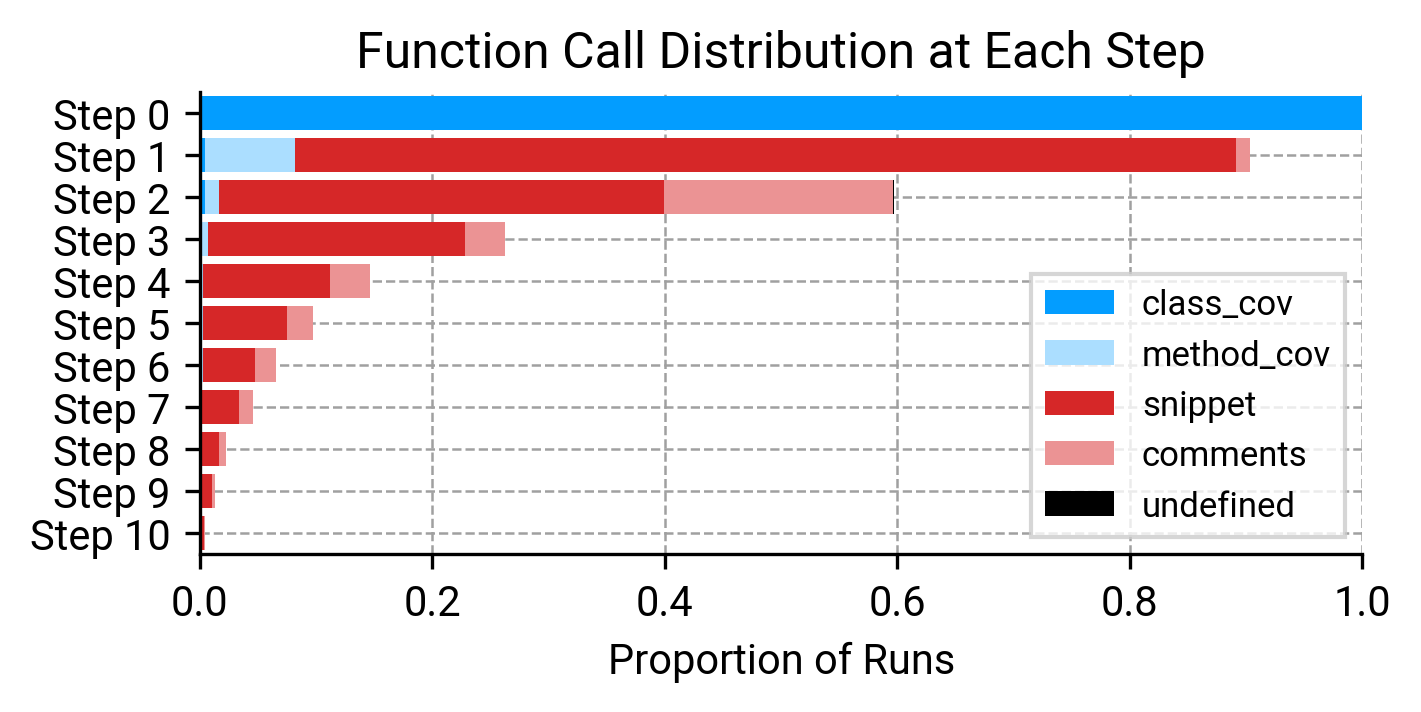 Function Call Distribution at Each Step
Step 0
Step 1
Step 2
Step 3
Step 4
Step 5
Step 6
Step 7
Step 8
Step 9
Step 10
class_cov
method_cov
snippet
comments
undefined
0.0 0.2 0.4 0.6 0.8 1.0
Proportion of Runs